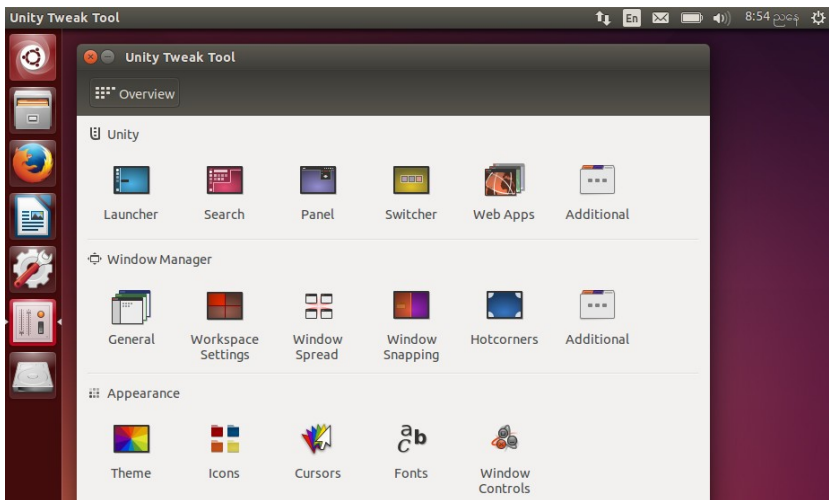 Unity Tweak Tool
En
8:54 ညနေ
Unity Tweak Tool
Overview
Unity
Launcher Search Panel Switcher Web Apps Additional
Window Manager
General Workspace Settings Window Spread Window Snapping Hotcorners Additional
Appearance
Theme Icons Cursors Fonts Window Controls